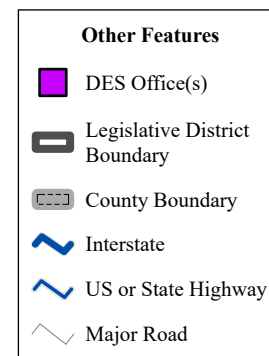 Other Features
DES Office(s)
Legislative District
Boundary
County Boundary
Interstate
US or State Highway
Major Road